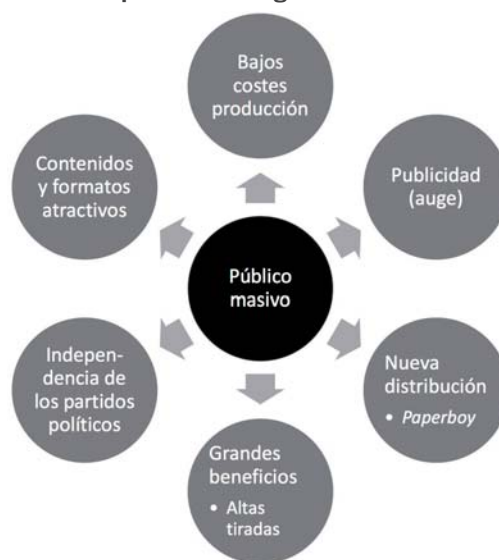 Bajos
costes
producción
Contenidos
y formatos
atractivos
Publicidad
(auge)
Público
masivo
Indepen-
dencia de
los partidos
políticos
Nueva
distribución
• Paperboy
Grandes
beneficios
• Altas
tiradas